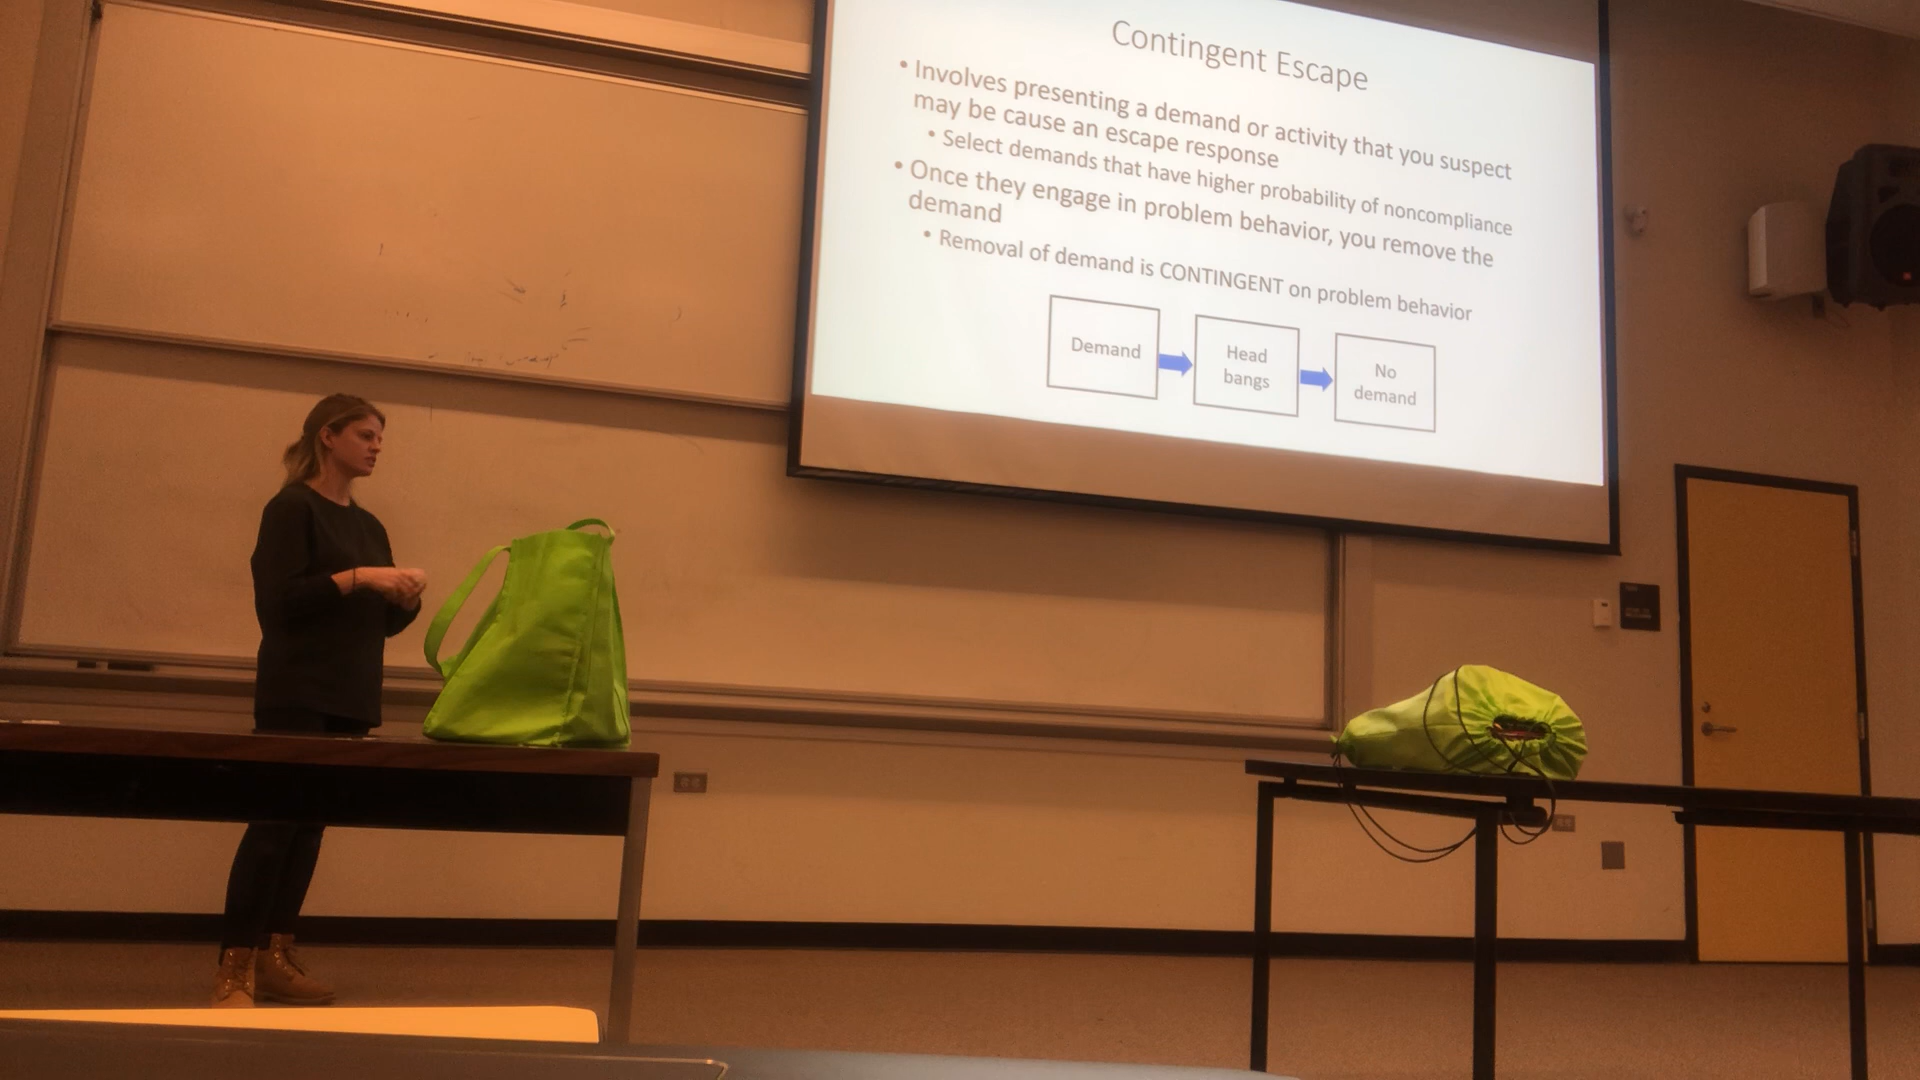 Contingent Escape
• Involves presenting a demand or activity that you suspect
may be cause an escape response
• Select demands that have higher probability of noncompliance
• Once they engage in problem behavior, you remove the
demand
• Removal of demand is CONTINGENT on problem behavior
Demand
Head
bangs
No
demand